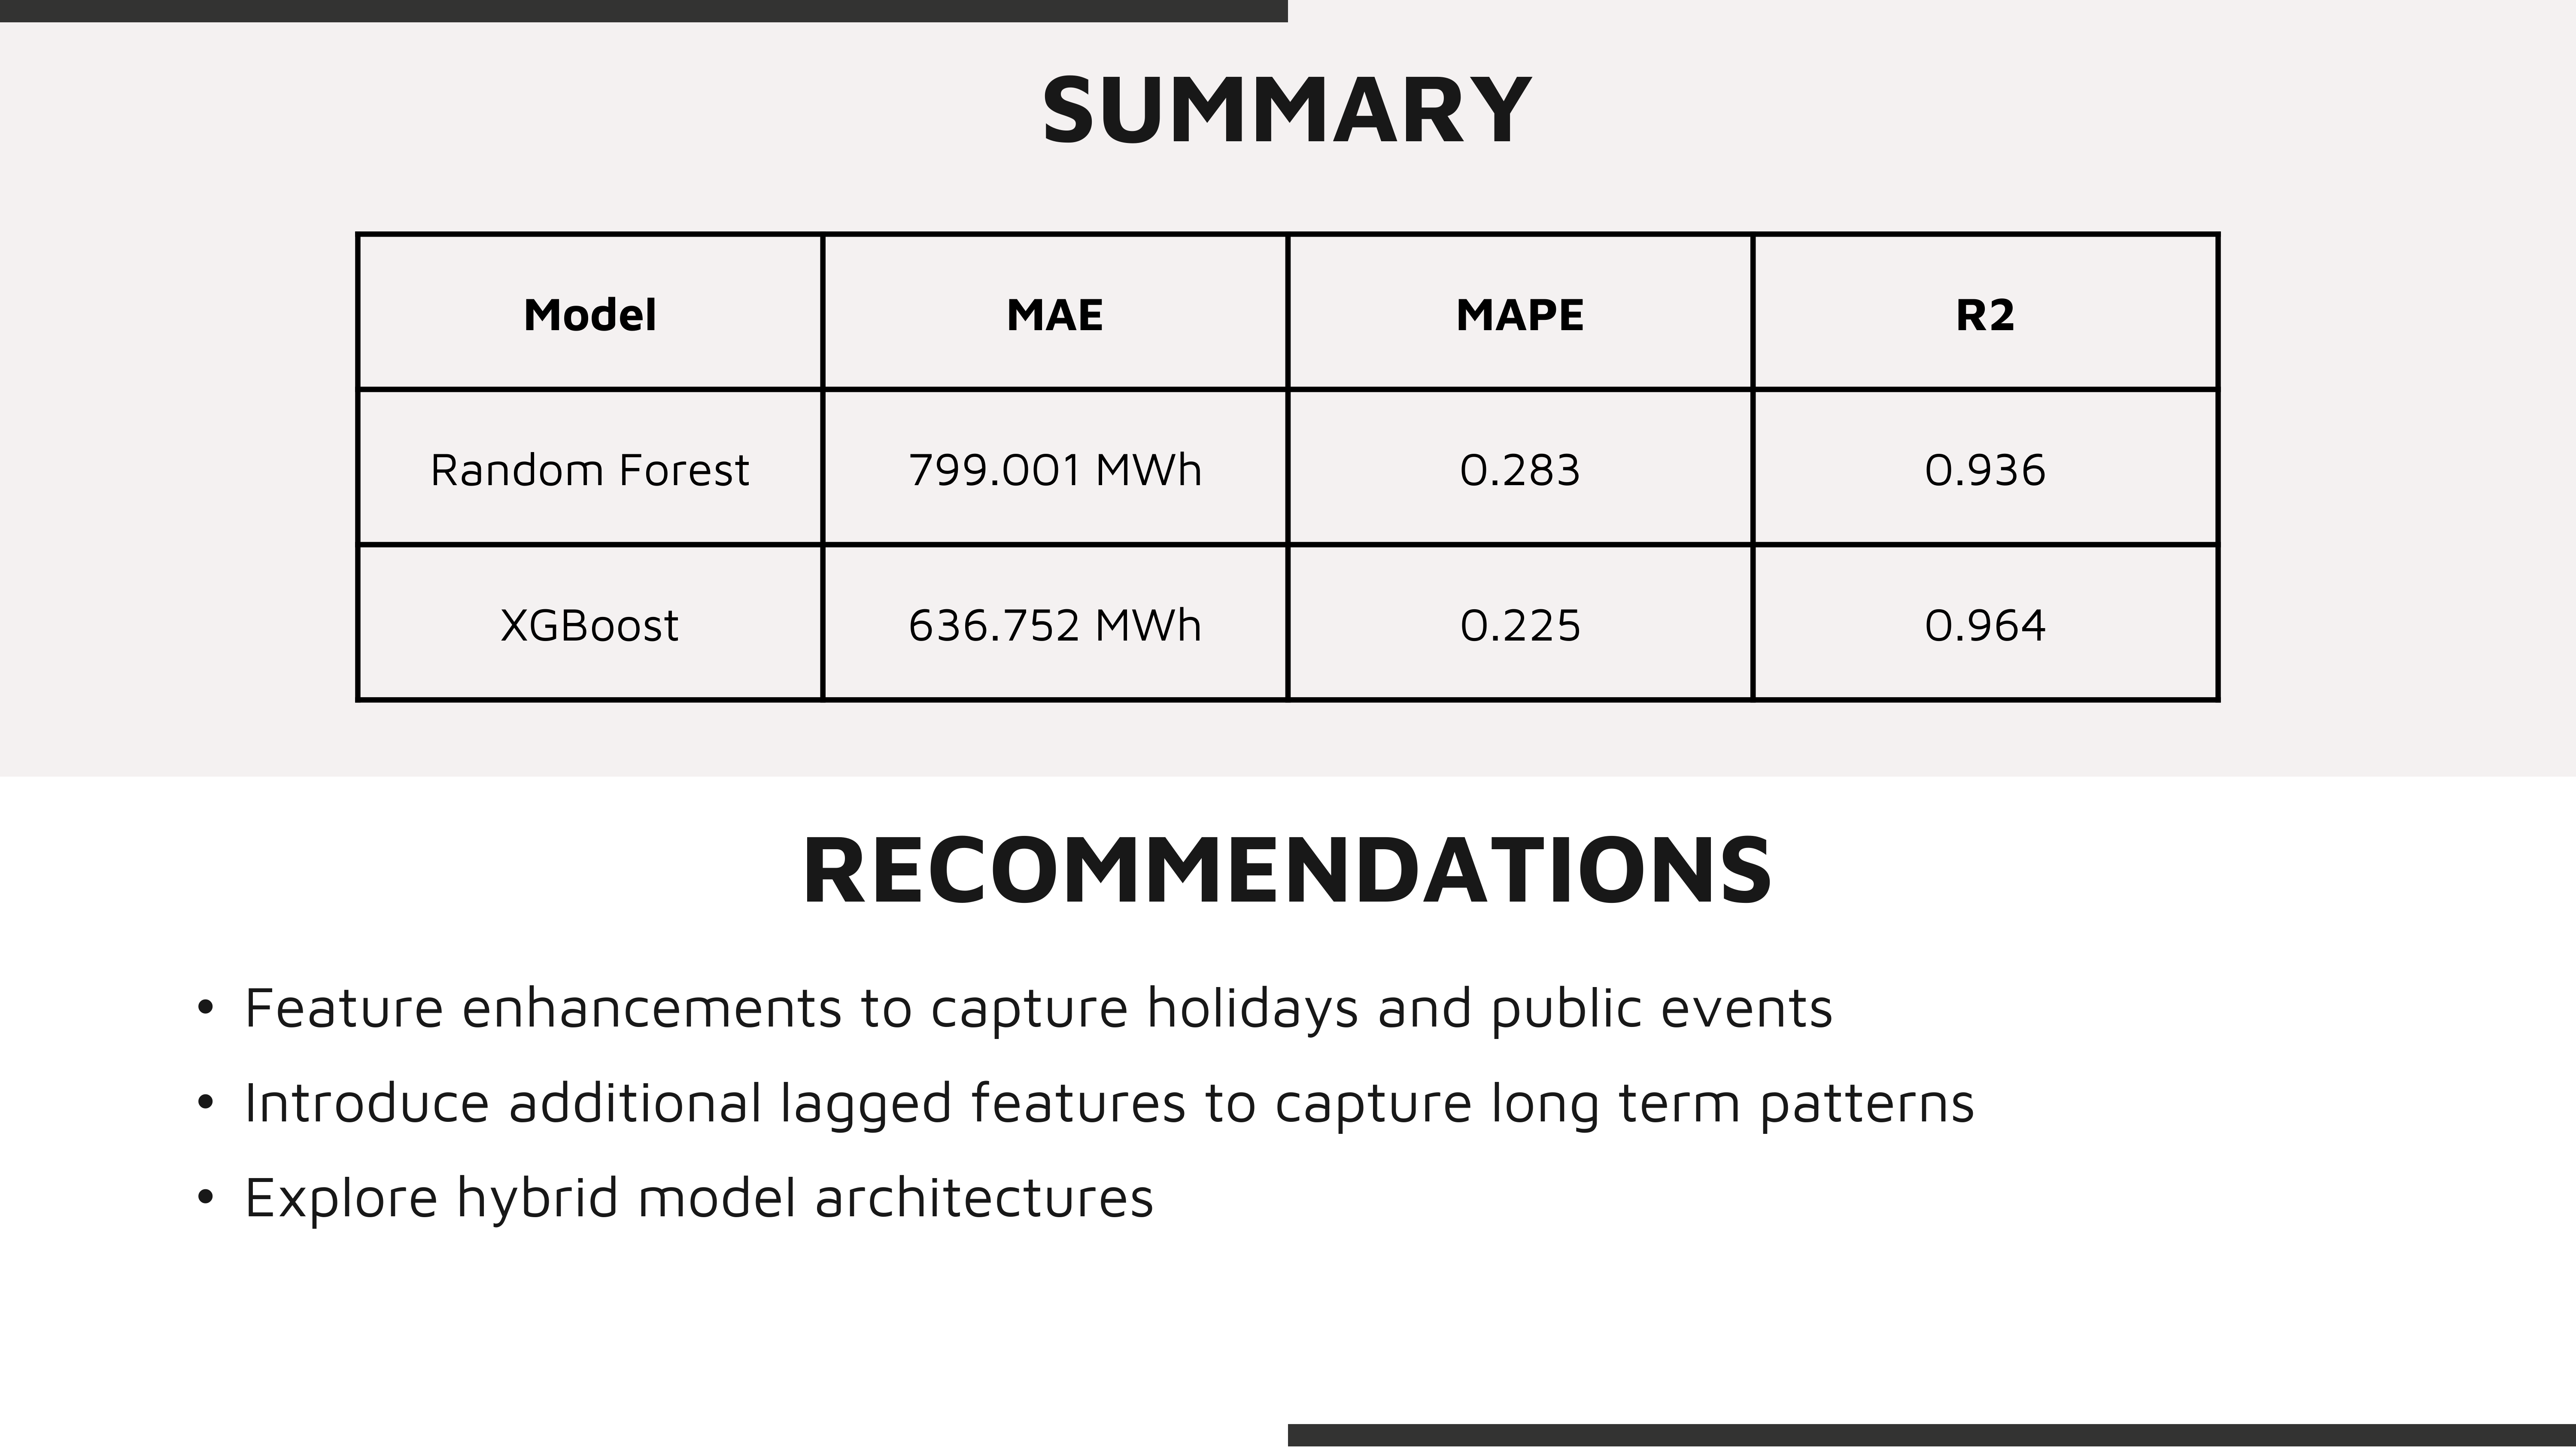 SUMMARY
Model MAE MAPE R2
Random Forest 799.001 MWh 0.283 0.936
XGBoost 636.752 MWh 0.225 0.964
RECOMMENDATIONS
• Feature enhancements to capture holidays and public events
• Introduce additional lagged features to capture long term patterns
• Explore hybrid model architectures